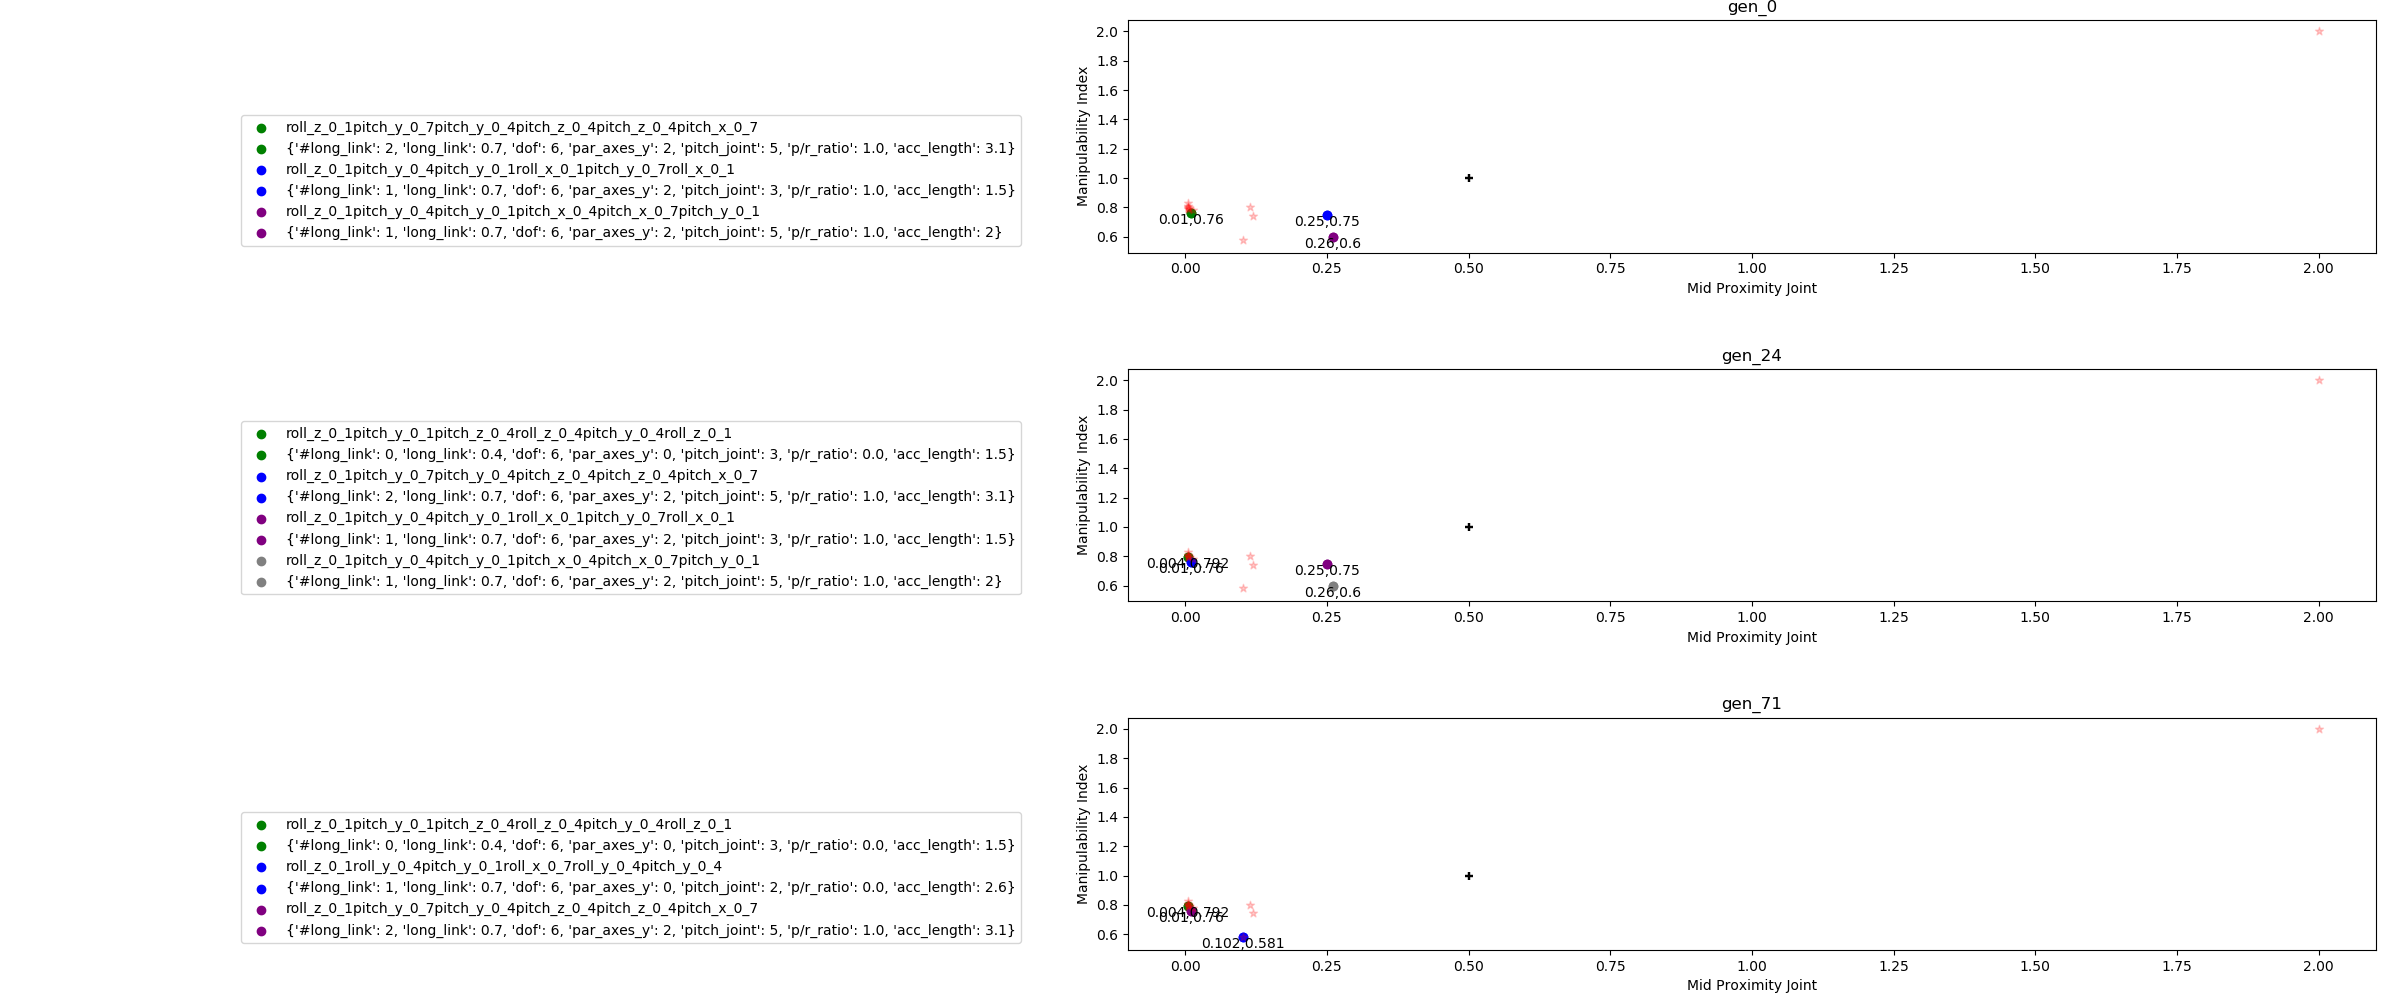 gen_0
roll_z_0_1pitch_y_0_7pitch_y_0_4pitch_z_0_4pitch_z_0_4pitch_x_0_7
{'#long_link': 2, 'long_link': 0.7, 'dof': 6, 'par_axes_y': 2, 'pitch_joint': 5, 'p/r_ratio': 1.0, 'acc_length': 3.1}
roll_z_0_1pitch_y_0_4pitch_y_0_1roll_x_0_1pitch_y_0_7roll_x_0_1
{'#long_link': 1, 'long_link': 0.7, 'dof': 6, 'par_axes_y': 2, 'pitch_joint': 3, 'p/r_ratio': 1.0, 'acc_length': 1.5}
roll_z_0_1pitch_y_0_4pitch_y_0_1pitch_x_0_4pitch_x_0_7pitch_y_0_1
{'#long_link': 1, 'long_link': 0.7, 'dof': 6, 'par_axes_y': 2, 'pitch_joint': 5, 'p/r_ratio': 1.0, 'acc_length': 2}
Manipulability Index
2.0
1.8
1.6
1.4
1.2
1.0
0.8
0.6
0.01,0.76
0.25,0.75
0.26,0.6
0.00 0.25 0.50 0.75 1.00 1.25 1.50 1.75 2.00
Mid Proximity Joint
gen_24
roll_z_0_1pitch_y_0_1pitch_z_0_4roll_z_0_4pitch_y_0_4roll_z_0_1
{'#long_link': 0, 'long_link': 0.4, 'dof': 6, 'par_axes_y': 0, 'pitch_joint': 3, 'p/r_ratio': 0.0, 'acc_length': 1.5}
roll_z_0_1pitch_y_0_7pitch_y_0_4pitch_z_0_4pitch_z_0_4pitch_x_0_7
{'#long_link': 2, 'long_link': 0.7, 'dof': 6, 'par_axes_y': 2, 'pitch_joint': 5, 'p/r_ratio': 1.0, 'acc_length': 3.1}
roll_z_0_1pitch_y_0_4pitch_y_0_1roll_x_0_1pitch_y_0_7roll_x_0_1
{'#long_link': 1, 'long_link': 0.7, 'dof': 6, 'par_axes_y': 2, 'pitch_joint': 3, 'p/r_ratio': 1.0, 'acc_length': 1.5}
roll_z_0_1pitch_y_0_4pitch_y_0_1pitch_x_0_4pitch_x_0_7pitch_y_0_1
{'#long_link': 1, 'long_link': 0.7, 'dof': 6, 'par_axes_y': 2, 'pitch_joint': 5, 'p/r_ratio': 1.0, 'acc_length': 2}
Manipulability Index
2.0
1.8
1.6
1.4
1.2
1.0
0.8
0.6
0.004,0.792
0.01,0.76
0.25,0.75
0.26,0.6
0.00 0.25 0.50 0.75 1.00 1.25 1.50 1.75 2.00
Mid Proximity Joint
gen_71
roll_z_0_1pitch_y_0_1pitch_z_0_4roll_z_0_4pitch_y_0_4roll_z_0_1
{'#long_link': 0, 'long_link': 0.4, 'dof': 6, 'par_axes_y': 0, 'pitch_joint': 3, 'p/r_ratio': 0.0, 'acc_length': 1.5}
roll_z_0_1roll_y_0_4pitch_y_0_1roll_x_0_7roll_y_0_4pitch_y_0_4
{'#long_link': 1, 'long_link': 0.7, 'dof': 6, 'par_axes_y': 0, 'pitch_joint': 2, 'p/r_ratio': 0.0, 'acc_length': 2.6}
roll_z_0_1pitch_y_0_7pitch_y_0_4pitch_z_0_4pitch_z_0_4pitch_x_0_7
{'#long_link': 2, 'long_link': 0.7, 'dof': 6, 'par_axes_y': 2, 'pitch_joint': 5, 'p/r_ratio': 1.0, 'acc_length': 3.1}
Manipulability Index
2.0
1.8
1.6
1.4
1.2
1.0
0.8
0.6
0.004,0.792
0.01,0.76
0.102,0.581
0.00 0.25 0.50 0.75 1.00 1.25 1.50 1.75 2.00
Mid Proximity Joint